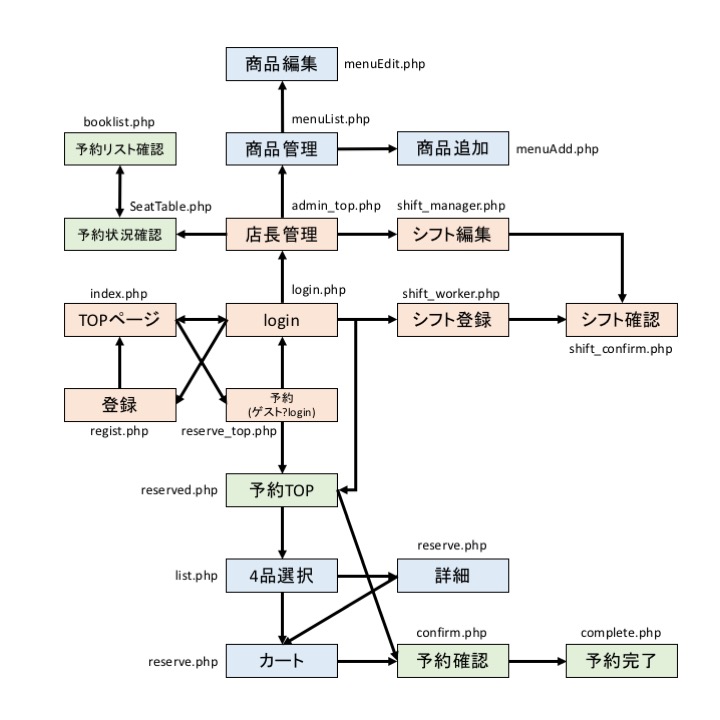 商品編集
menuEdit.php
booklist.php
menuList.php
予約リスト確認
商品管理
商品追加
menuAdd.php
SeatTable.php
admin_top.php
shift_manager.php
予約状況確認
店長管理
シフト編集
index.php
login.php
shift_worker.php
TOPページ
login
シフト登録
シフト確認
shift_confirm.php
登録
予約
(ゲスト?login)
regist.php
reserve_top.php
reserved.php
予約TOP
reserve.php
list.php
4品選択
詳細
confirm.php
complete.php
reserve.php
カート
予約確認
予約完了